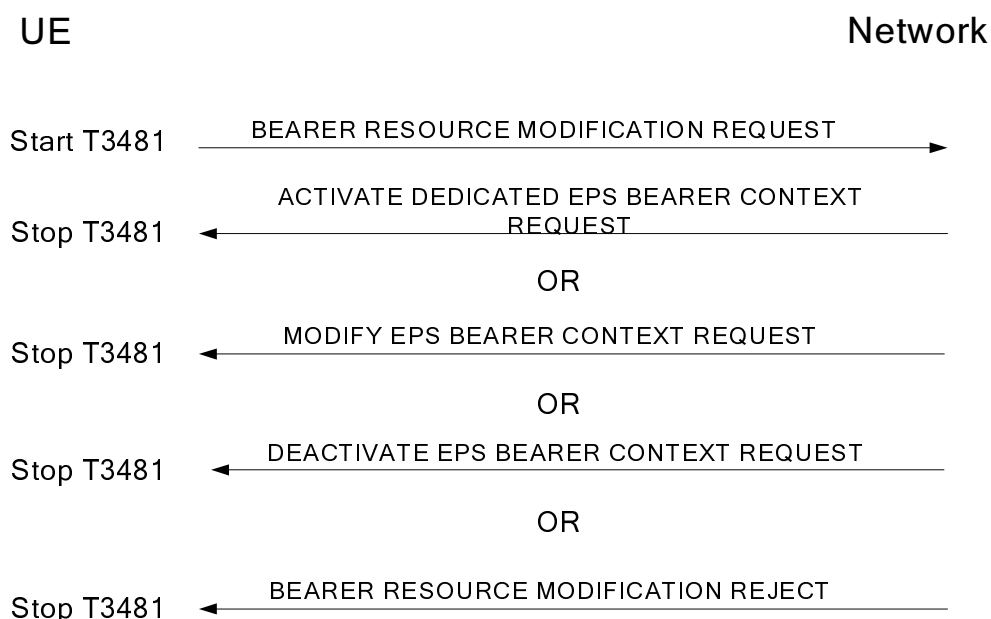 UE
Network
Start T3481
BEARER RESOURCE MODIFICATION REQUEST
ACTIVATE DEDICATED EPS BEARER CONTEXT
REQUEST
Stop T3481
OR
MODIFY EPS BEARER CONTEXT REQUEST
Stop T3481
OR
DEACTIVATE EPS BEARER CONTEXT REQUEST
Stop T3481
OR
BEARER RESOURCE MODIFICATION REJECT
Stop T3481